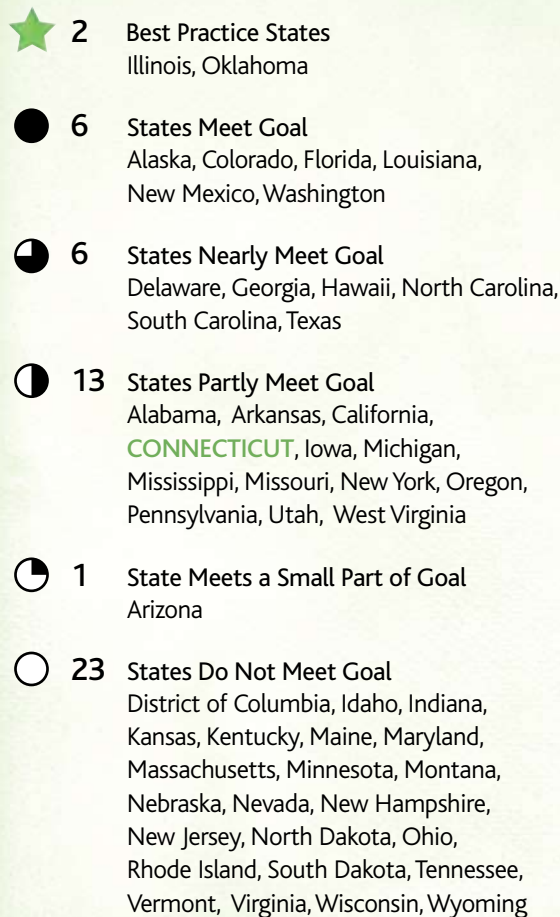 2 Best Practice States
Illinois, Oklahoma
6 States Meet Goal
Alaska, Colorado, Florida, Louisiana,
New Mexico, Washington
6 States Nearly Meet Goal
Delaware, Georgia, Hawaii, North Carolina,
South Carolina, Texas
13 States Partly Meet Goal
Alabama, Arkansas, California,
CONNECTICUT, Iowa, Michigan,
Mississippi, Missouri, New York, Oregon,
Pennsylvania, Utah, West Virginia
1 State Meets a Small Part of Goal
Arizona
23 States Do Not Meet Goal
District of Columbia, Idaho, Indiana,
Kansas, Kentucky, Maine, Maryland,
Massachusetts, Minnesota, Montana,
Nebraska, Nevada, New Hampshire,
New Jersey, North Dakota, Ohio,
Rhode Island, South Dakota, Tennessee,
Vermont, Virginia, Wisconsin, Wyoming